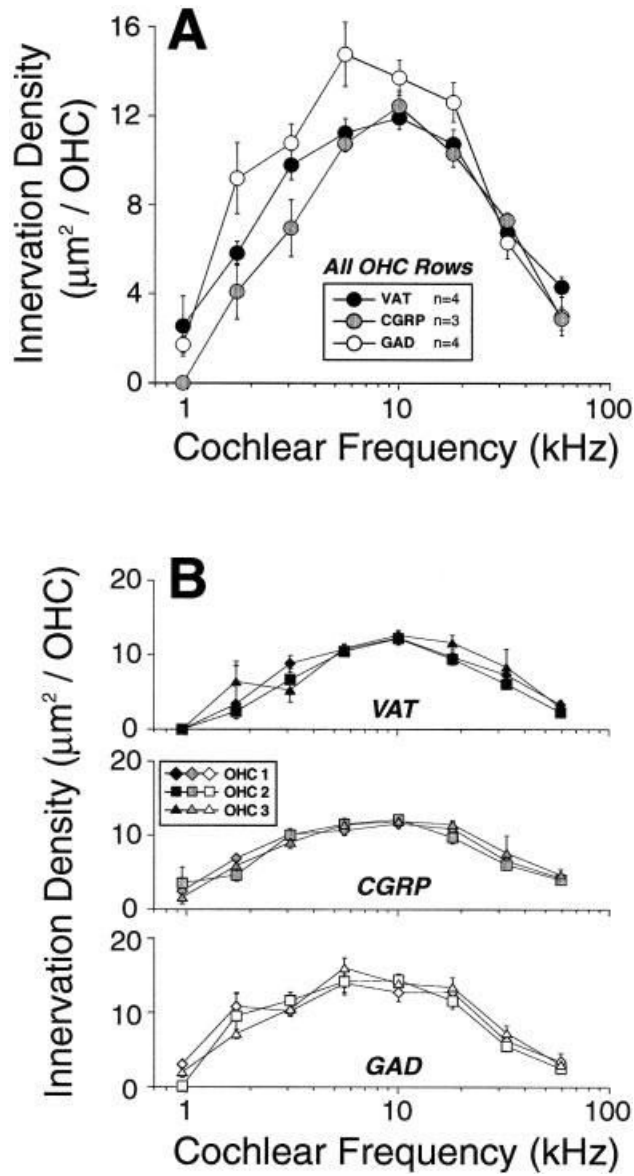 A
16
12
8
4
0
Innervation Density
(µm² / OHC)
All OHC Rows
VAT n=4
CGRP n=3
GAD n=4
1 10 100
Cochlear Frequency (kHz)
B
Innervation Density (µm² / OHC)
20
10
0
VAT
20
10
0
OHC 1
OHC 2
OHC 3
CGRP
20
10
0
GAD
1 10 100
Cochlear Frequency (kHz)